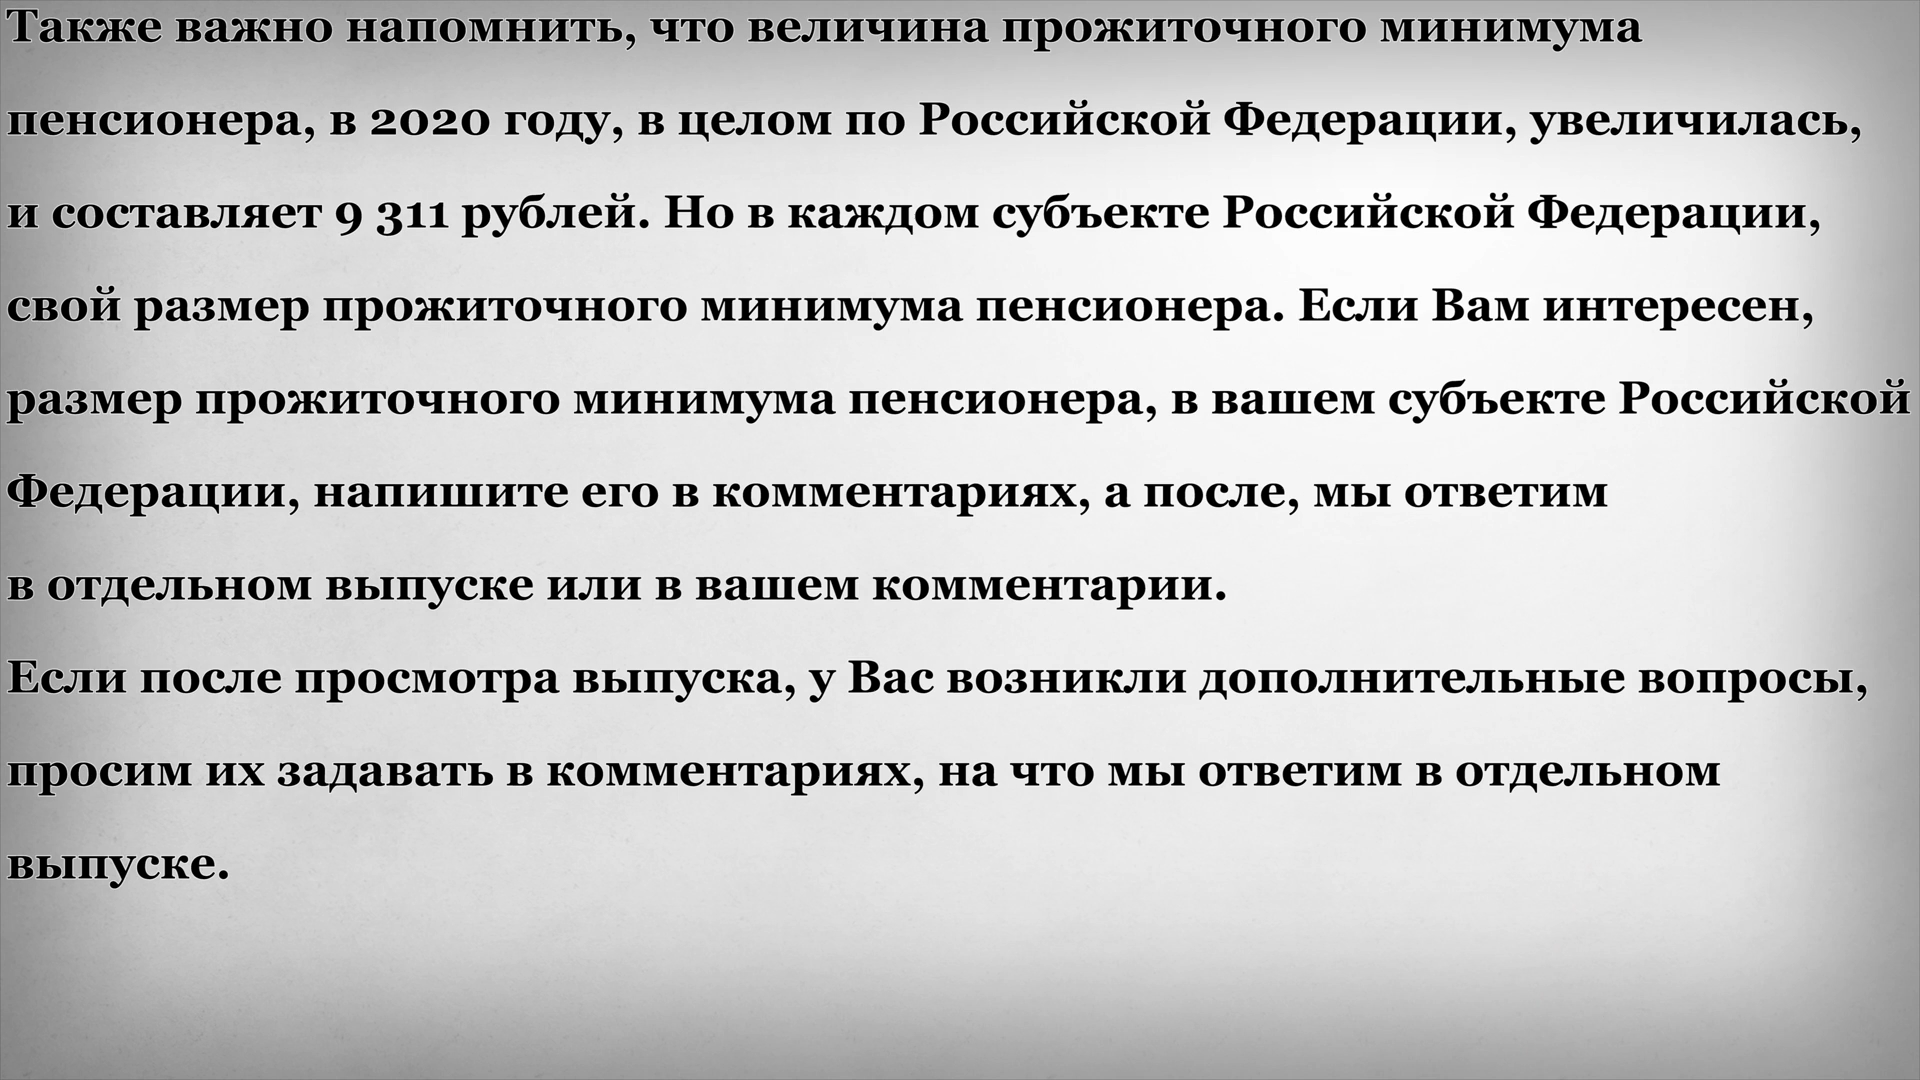 Также важно напомнить, что величина прожиточного минимума
пенсионера, в 2020 году, в целом по Российской Федерации, увеличилась,
и составляет 9 311 рублей. Но в каждом субъекте Российской Федерации,
свой размер прожиточного минимума пенсионера. Если Вам интересен,
размер прожиточного минимума пенсионера, в вашем субъекте Российской
Федерации, напишите его в комментариях, а после, мы ответим
в отдельном выпуске или в вашем комментарии.
Если после просмотра выпуска, у Вас возникли дополнительные вопросы,
просим их задавать в комментариях, на что мы ответим в отдельном
выпуске.